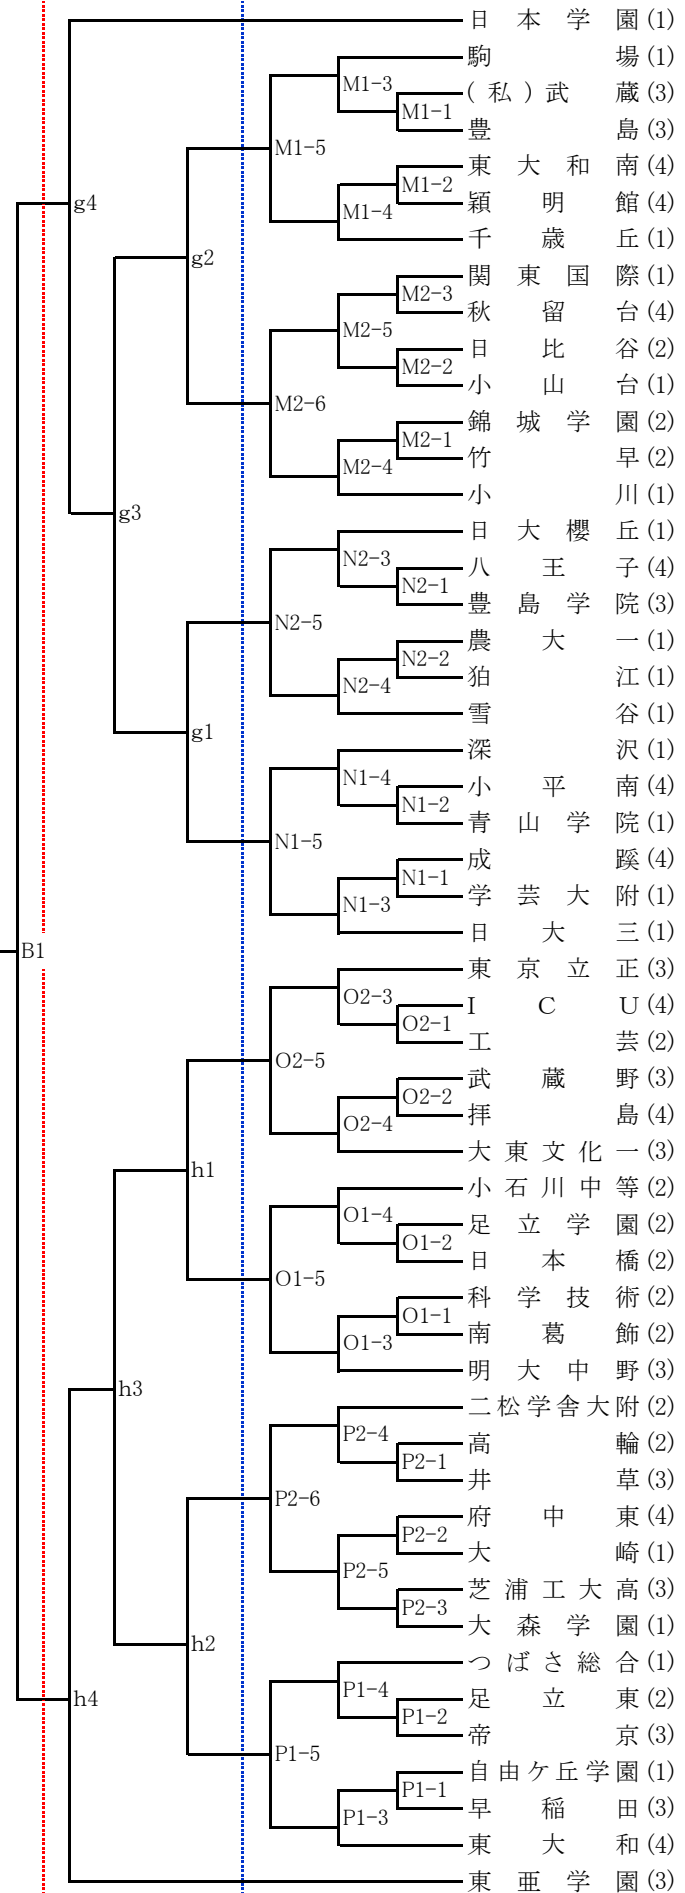 日本学園(1)
駒場(1)
M1-3
(私)武蔵(3)
M1-1
豊島(3)
M1-5
東大和南(4)
M1-2
穎明館(4)
g4
M1-4
千歳丘(1)
g2
関東国際(1)
M2-3
秋留台(4)
M2-5
日比谷(2)
M2-2
小山台(1)
M2-6
錦城学園(2)
M2-1
竹早(2)
M2-4
小川(1)
g3
日大櫻丘(1)
N2-3
八王子(4)
N2-1
豊島学院(3)
N2-5
農大一(1)
N2-2
狛江(1)
N2-4
雪谷(1)
g1
深沢(1)
N1-4
小平南(4)
N1-2
青山学院(1)
N1-5
成蹊(4)
N1-1
学芸大附(1)
N1-3
日大三(1)
B1
東京立正(3)
O2-3
ICU(4)
O2-1
工芸(2)
O2-5
武蔵野(3)
O2-2
拝島(4)
O2-4
大東文化一(3)
h1
小石川中等(2)
O1-4
足立学園(2)
O1-2
日本橋(2)
O1-5
科学技術(2)
O1-1
南葛飾(2)
O1-3
明大中野(3)
h3
二松学舎大附(2)
P2-4
高輪(2)
P2-1
井草(3)
P2-6
府中東(4)
P2-2
大崎(1)
P2-5
芝浦工大高(3)
P2-3
大森学園(1)
h2
つばさ総合(1)
P1-4
足立東(2)
h4
P1-2
帝京(3)
P1-5
自由ケ丘学園(1)
P1-1
早稲田(3)
P1-3
東大和(4)
東亜学園(3)